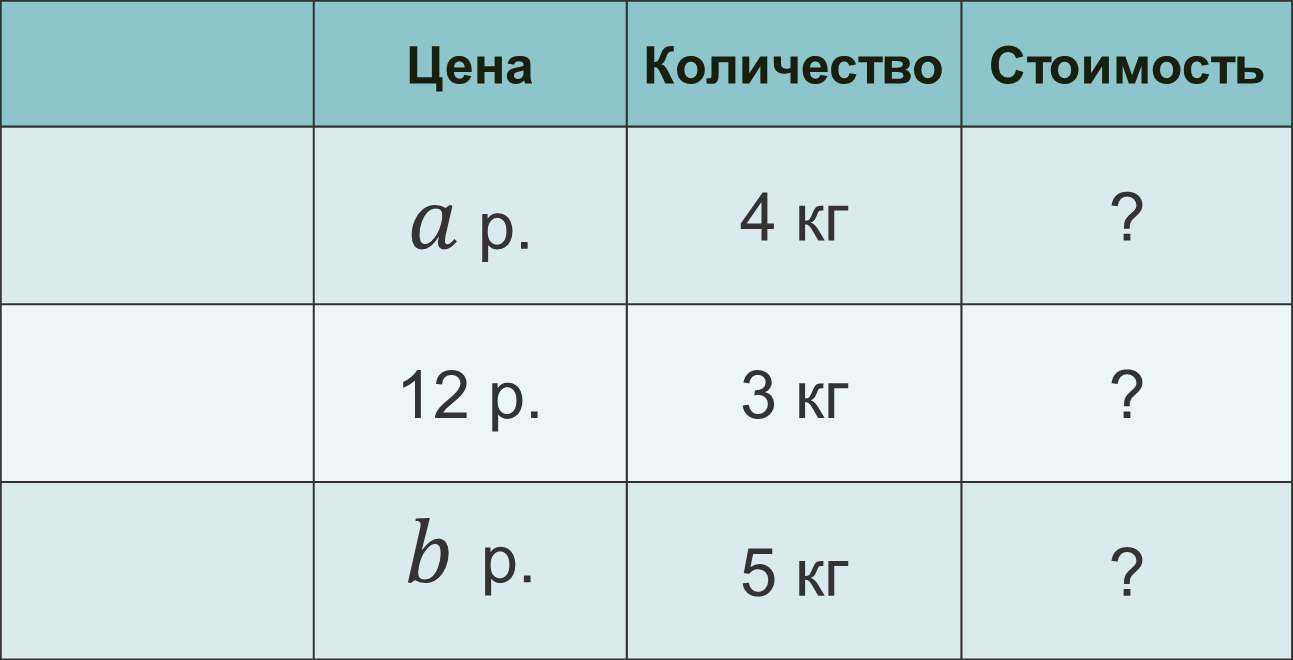 Цена Количество Стоимость
a р. 4 кг ?
12 р. 3 кг ?
b р. 5 кг ?